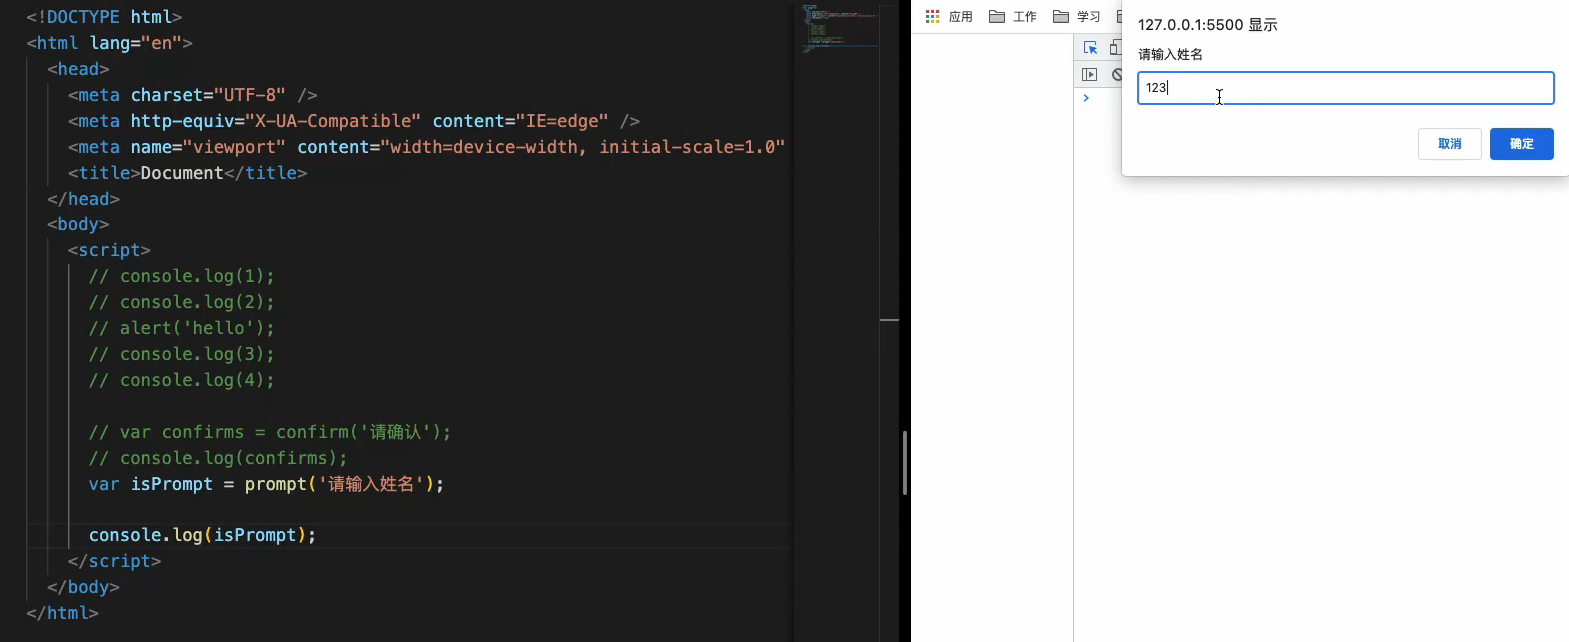 <!DOCTYPE html>
<html lang="en">
<head>
<meta charset="UTF-8" />
<meta http-equiv="X-UA-Compatible" content="IE=edge" />
<meta name="viewport" content="width=device-width, initial-scale=1.0"
<title>Document</title>
</head>
<body>
<script>
// console.log(1);
// console.log(2);
// alert('hello');
// console.log(3);
// console.log(4);
// var confirms = confirm('请确认');
// console.log(confirms);
var isPrompt = prompt('请输入姓名');
console.log(isPrompt);
</script>
</body>
</html>
应用 工作 学习
127.0.0.1:5500 显示
请输入姓名
123
取消 确定